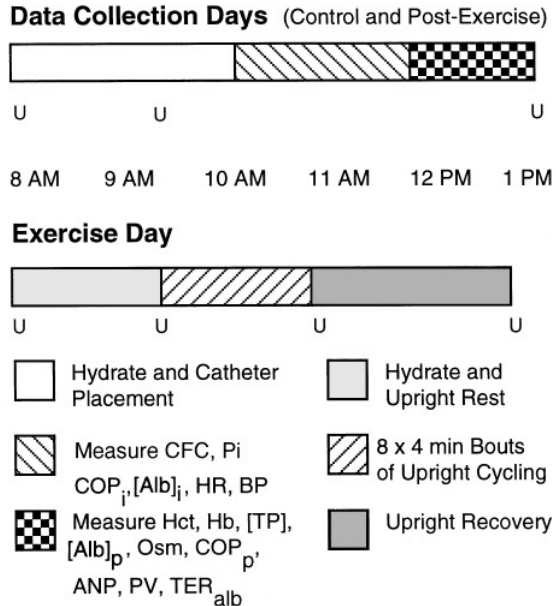 Data Collection Days (Control and Post-Exercise)
U U U
8 AM 9 AM 10 AM 11 AM 12 PM 1 PM
Exercise Day
U U U U
Hydrate and Catheter
Placement
Hydrate and
Upright Rest
Measure CFC, Pi
COPi,[Alb]i, HR, BP
8 x 4 min Bouts
of Upright Cycling
Measure Hct, Hb, [TP],
[Alb]p, Osm, COPp,
ANP, PV, TERalb
Upright Recovery